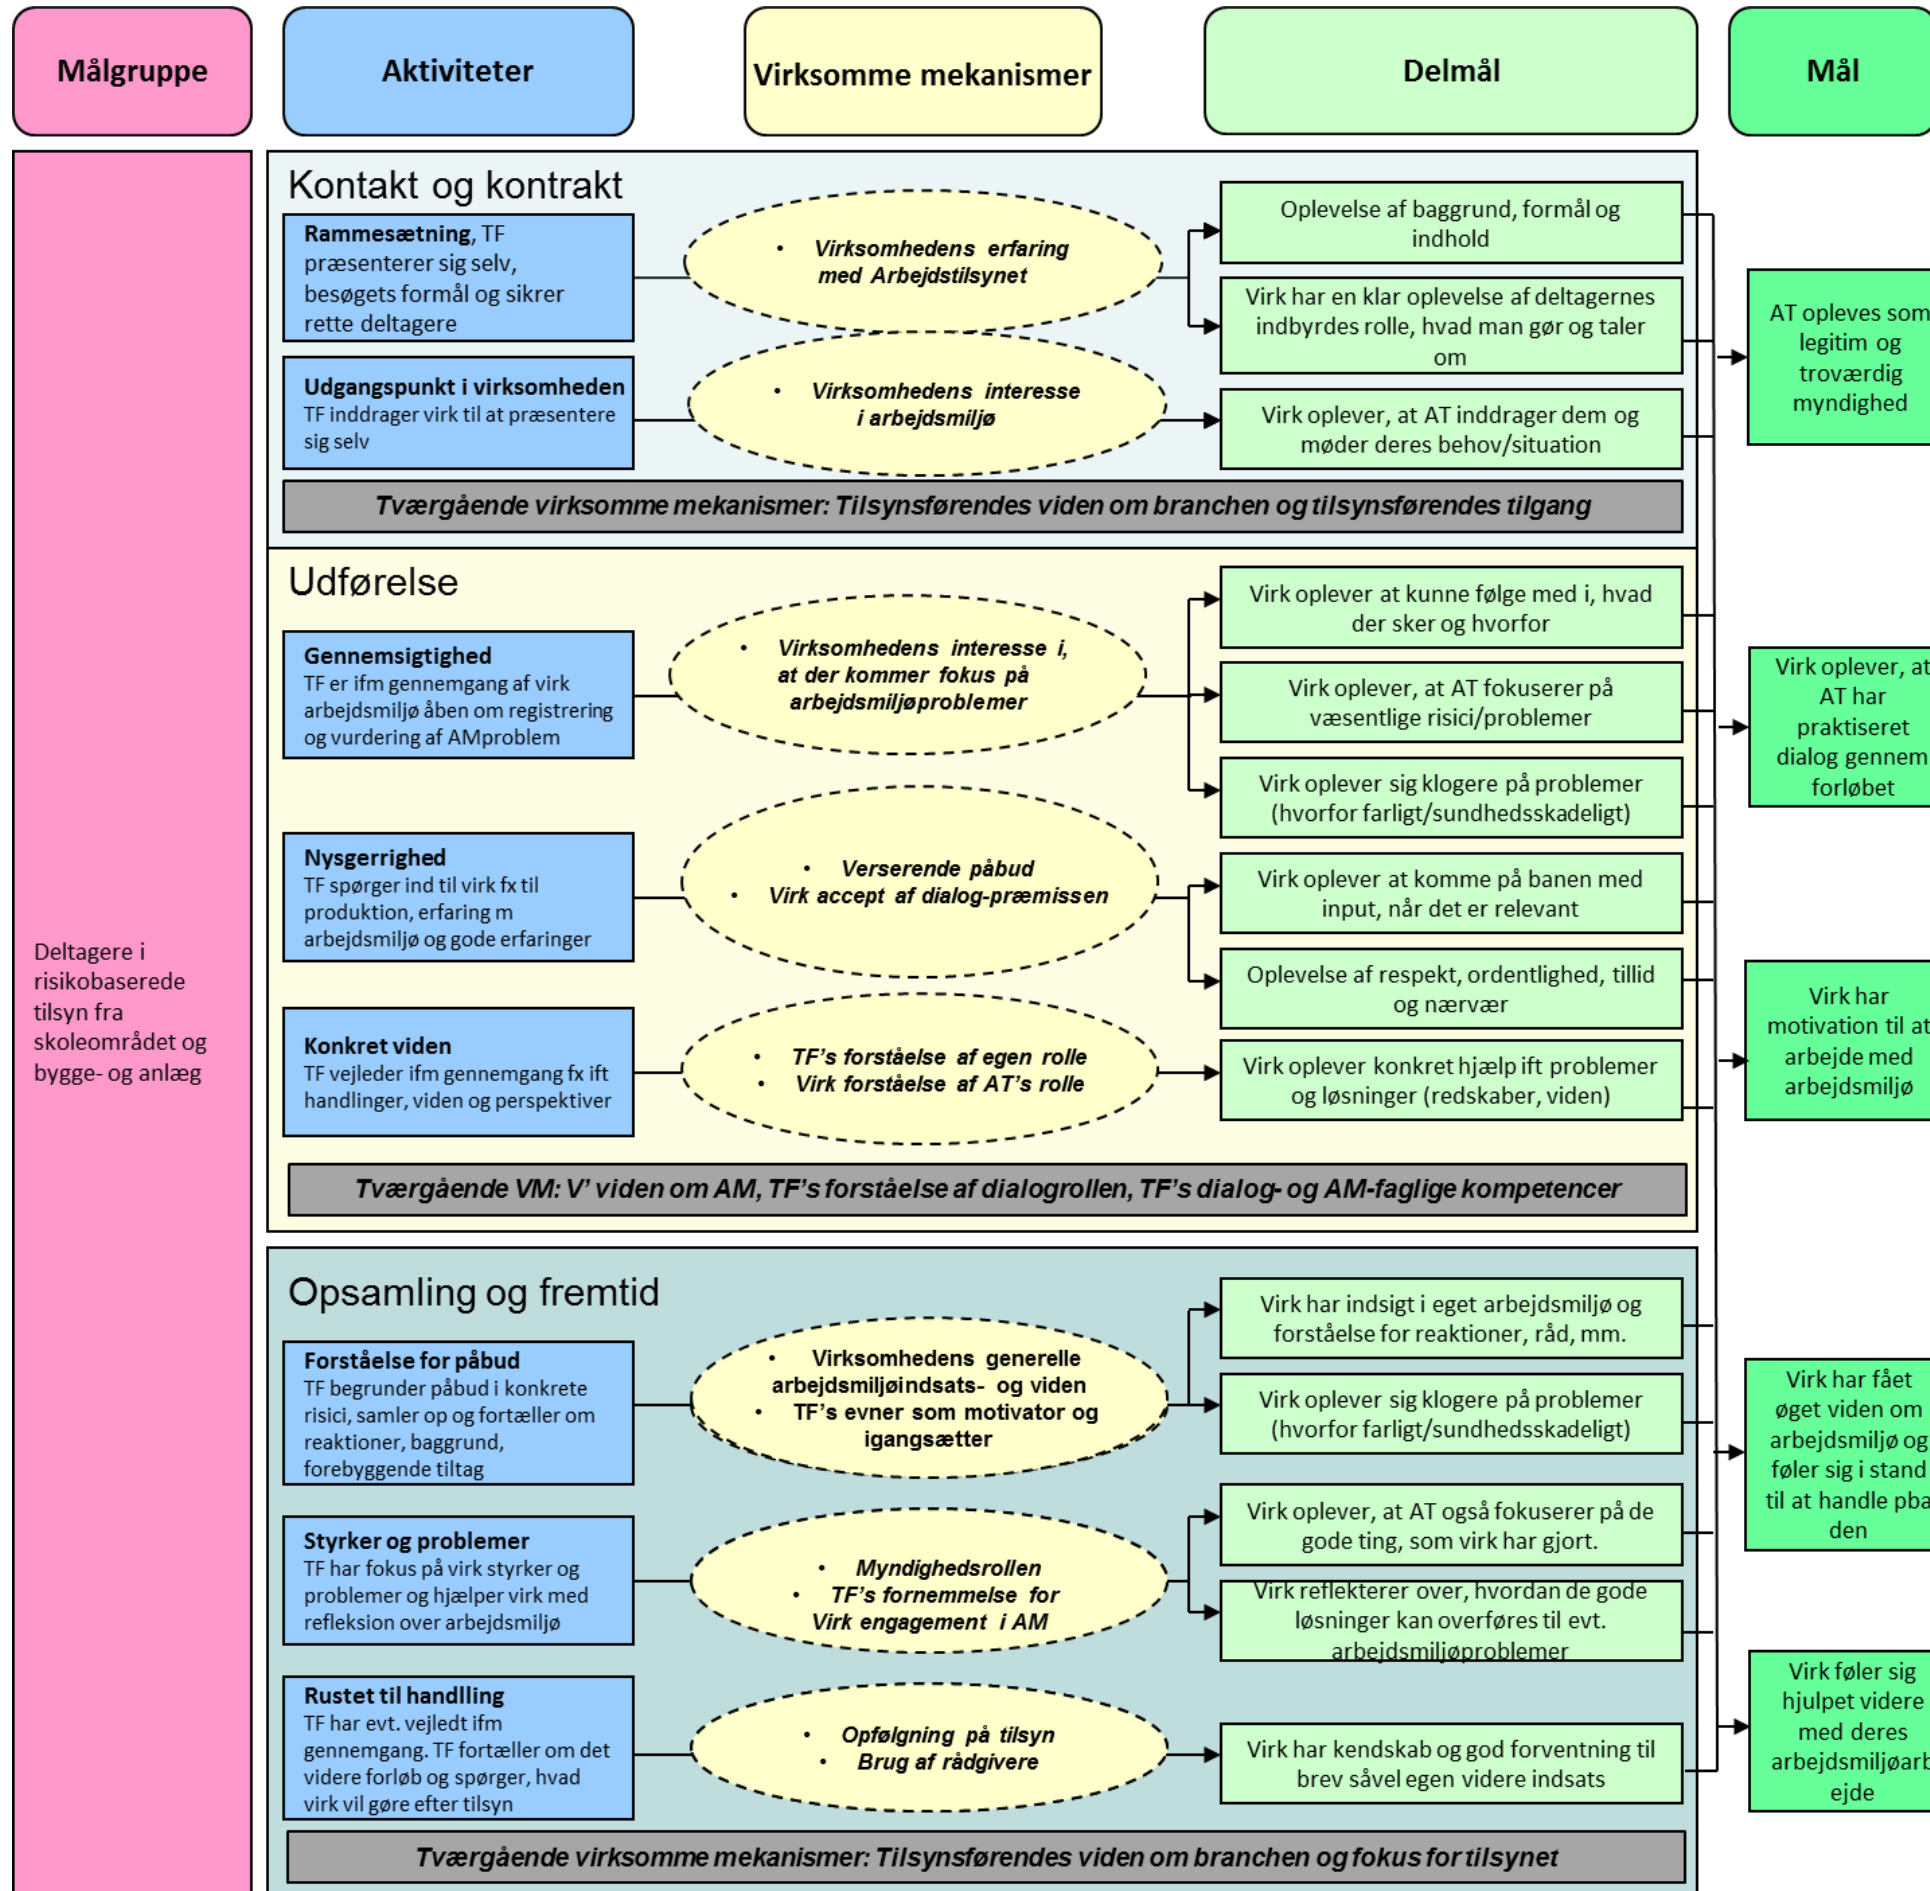 Målgruppe
Aktiviteter
Virksomme mekanismer
Delmål
Mål
Deltagere i
risikobaserede
tilsyn fra
skoleområdet og
bygge- og anlæg
Kontakt og kontrakt
Rammesætning, TF
præsenterer sig selv,
besøgets formål og sikrer
rette deltagere
• Virksomhedens erfaring
med Arbejdstilsynet
Oplevelse af baggrund, formål og
indhold
Virk har en klar oplevelse af deltagernes
indbyrdes rolle, hvad man gør og taler
om
Udgangspunkt i virksomheden
TF inddrager virk til at præsentere
sig selv
• Virksomhedens interesse
i arbejdsmiljø
Virk oplever, at AT inddrager dem og
møder deres behov/situation
Tværgående virksomme mekanismer: Tilsynsførendes viden om branchen og tilsynsførendes tilgang
Udførelse
Gennemsigtighed
TF er ifm gennemgang af virk
arbejdsmiljø åben om registrering
og vurdering af AMproblem
• Virksomhedens interesse i,
at der kommer fokus på
arbejdsmiljøproblemer
Virk oplever at kunne følge med i, hvad
der sker og hvorfor
Virk oplever, at AT fokuserer på
væsentlige risici/problemer
Virk oplever sig klogere på problemer
(hvorfor farligt/sundhedsskadeligt)
Nysgerrighed
TF spørger ind til virk fx til
produktion, erfaring m
arbejdsmiljø og gode erfaringer
• Verserende påbud
• Virk accept af dialog-præmissen
Virk oplever at komme på banen med
input, når det er relevant
Oplevelse af respekt, ordentlighed, tillid
og nærvær
Konkret viden
TF vejleder ifm gennemgang fx ift
handlinger, viden og perspektiver
• TF's forståelse af egen rolle
• Virk forståelse af AT's rolle
Virk oplever konkret hjælp ift problemer
og løsninger (redskaber, viden)
Tværgående VM: V' viden om AM, TF's forståelse af dialogrollen, TF's dialog- og AM-faglige kompetencer
Opsamling og fremtid
Forståelse for påbud
TF begrunder påbud i konkrete
risici, samler op og fortæller om
reaktioner, baggrund,
forebyggende tiltag
• Virksomhedens generelle
arbejdsmiljøindsats- og viden
• TF's evner som motivator og
igangsætter
Virk har indsigt i eget arbejdsmiljø og
forståelse for reaktioner, råd, mm.
Virk oplever sig klogere på problemer
(hvorfor farligt/sundhedsskadeligt)
Styrker og problemer
TF har fokus på virk styrker og
problemer og hjælper virk med
refleksion over arbejdsmiljø
• Myndighedsrollen
• TF's fornemmelse for
Virk engagement i AM
Virk oplever, at AT også fokuserer på de
gode ting, som virk har gjort.
Virk reflekterer over, hvordan de gode
løsninger kan overføres til evt.
arbejdsmiljøproblemer
Rustet til handlling
TF har evt. vejledt ifm
gennemgang. TF fortæller om det
videre forløb og spørger, hvad
virk vil gøre efter tilsyn
• Opfølgning på tilsyn
• Brug af rådgivere
Virk har kendskab og god forventning til
brev såvel egen videre indsats
Tværgående virksomme mekanismer: Tilsynsførendes viden om branchen og fokus for tilsynet
AT opleves som
legitim og
troværdig
myndighed
Virk oplever, at
AT har
praktiseret
dialog gennem
forløbet
Virk har
motivation til at
arbejde med
arbejdsmiljø
Virk har fået
øget viden om
arbejdsmiljø og
føler sig i stand
til at handle pba
den
Virk føler sig
hjulpet videre
med deres
arbejdsmiljøarb
ejde